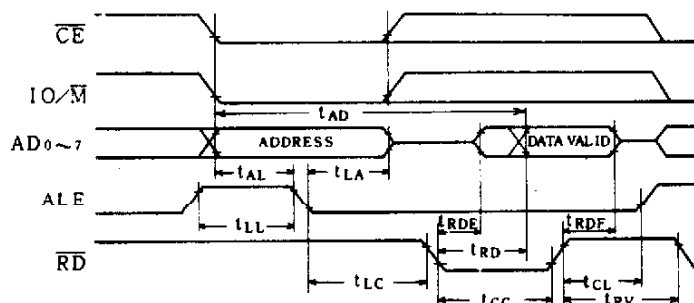 CE
IO/M
tAD
AD0~7 ADDRESS DATA VALID
tAL tLA
ALE
tLL tRDE tRDF
RD tRD
tLC tCL
tCC tRV